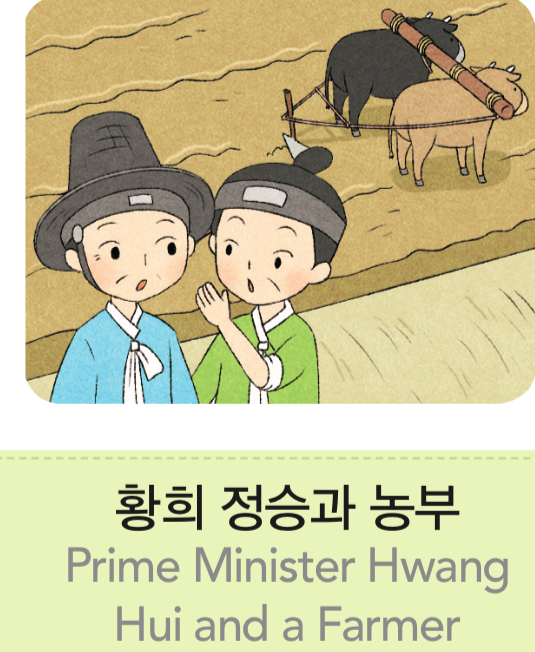 황희 정승과 농부
Prime Minister Hwang
Hui and a Farmer